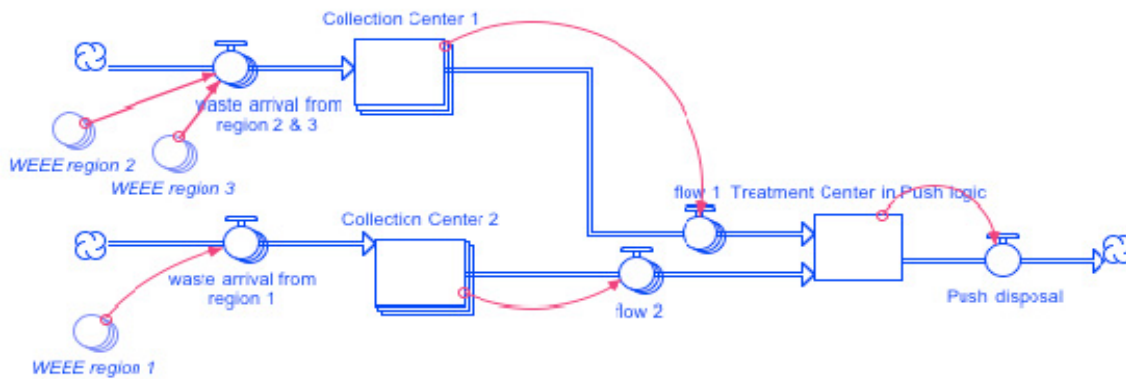 Collection Center 1
waste arrival from
region 2 & 3
WEEE region 2
WEEE region 3
flow 1
Treatment Center in Push logic
Collection Center 2
waste arrival from
region 1
flow 2
Push disposal
WEEE region 1